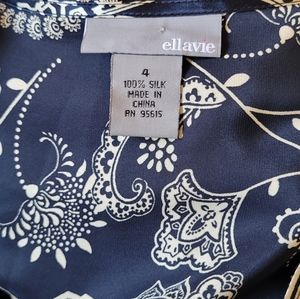 ellavie
4
100% SILK
MADE IN
CHINA
RN 95615